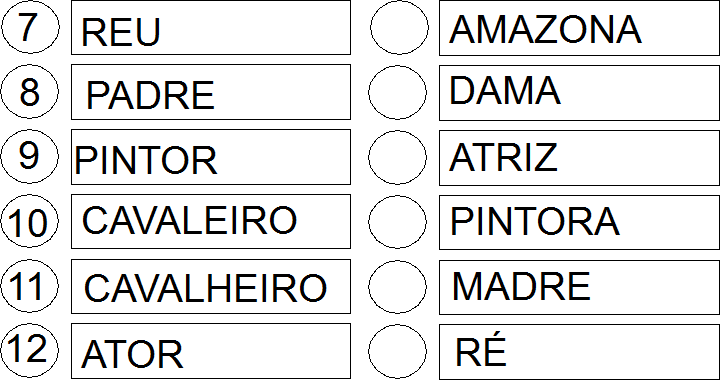 7 REU AMAZONA
8 PADRE DAMA
9 PINTOR ATRIZ
10 CAVALEIRO PINTORA
11 CAVALHEIRO MADRE
12 ATOR RÉ